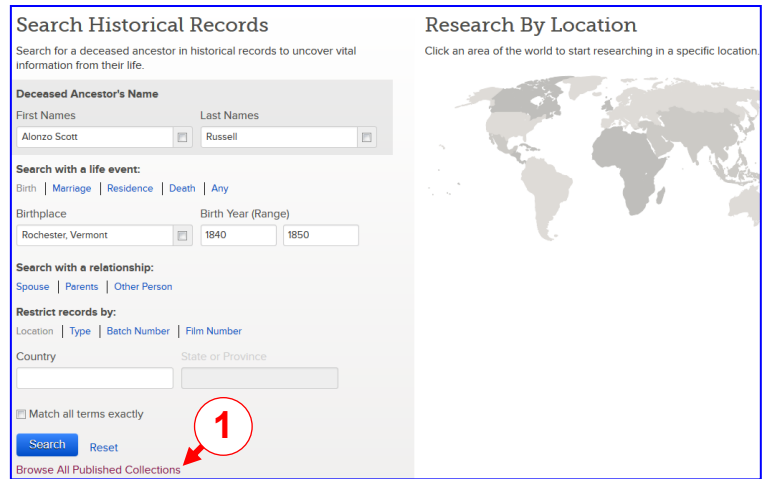 Search Historical Records
Search for a deceased ancestor in historical records to uncover vital
information from their life.
Deceased Ancestor's Name
First Names Last Names
Alonzo Scott Russell
Search with a life event:
Birth | Marriage | Residence | Death | Any
Birthplace Birth Year (Range)
Rochester, Vermont 1840 1850
Search with a relationship:
Spouse | Parents | Other Person
Restrict records by:
Location | Type | Batch Number | Film Number
Country State or Province
Match all terms exactly
Search Reset
1
Browse All Published Collections
Research By Location
Click an area of the world to start researching in a specific location.